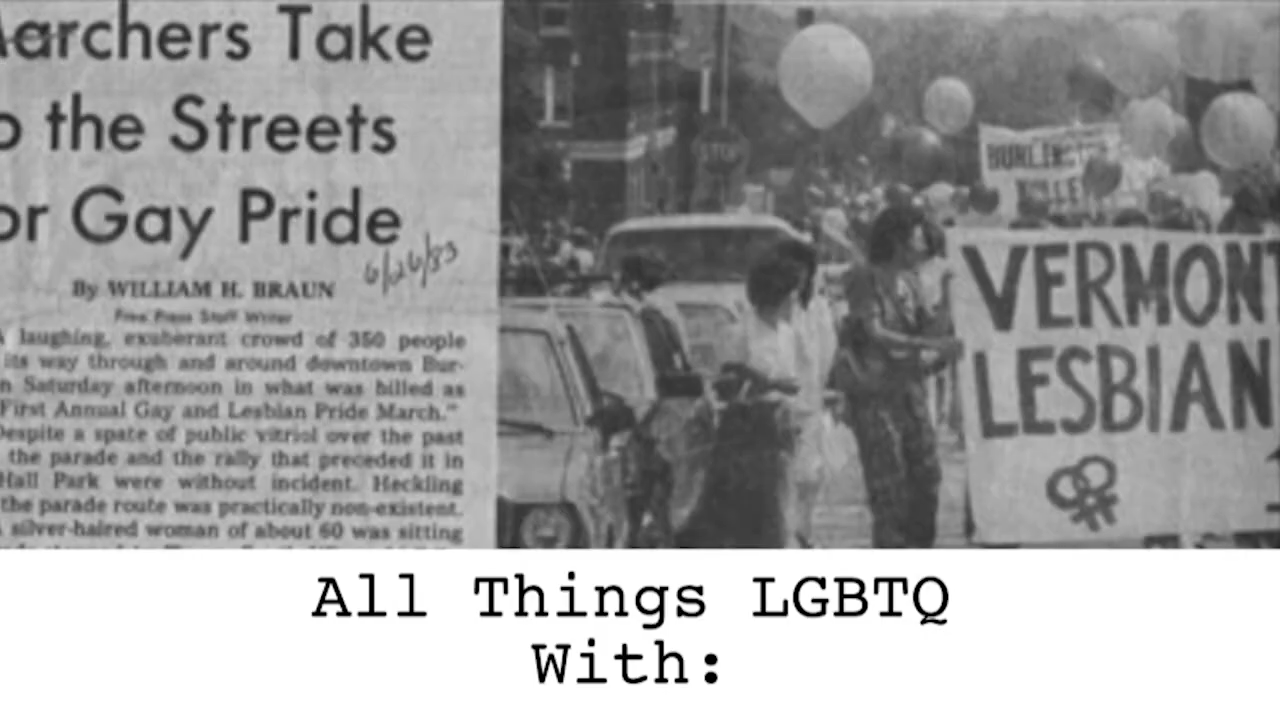 archers Take
o the Streets
or Gay Pride
6/26/83
By WILLIAM H. BRAUN
Free Press Staff Writer
A laughing, exuberant crowd of 350 people
its way through and around downtown Bur-
n Saturday afternoon in what was billed as
First Annual Gay and Lesbian Pride March."
Despite a spate of public vitriol over the past
the parade and the rally that preceded it in
Hall Park were without incident. Heckling
the parade route was practically non-existent.
A silver-haired woman of about 60 was sitting
STOP
BURLINGTON
VERMONT
LESBIAN
All Things LGBTQ
With: